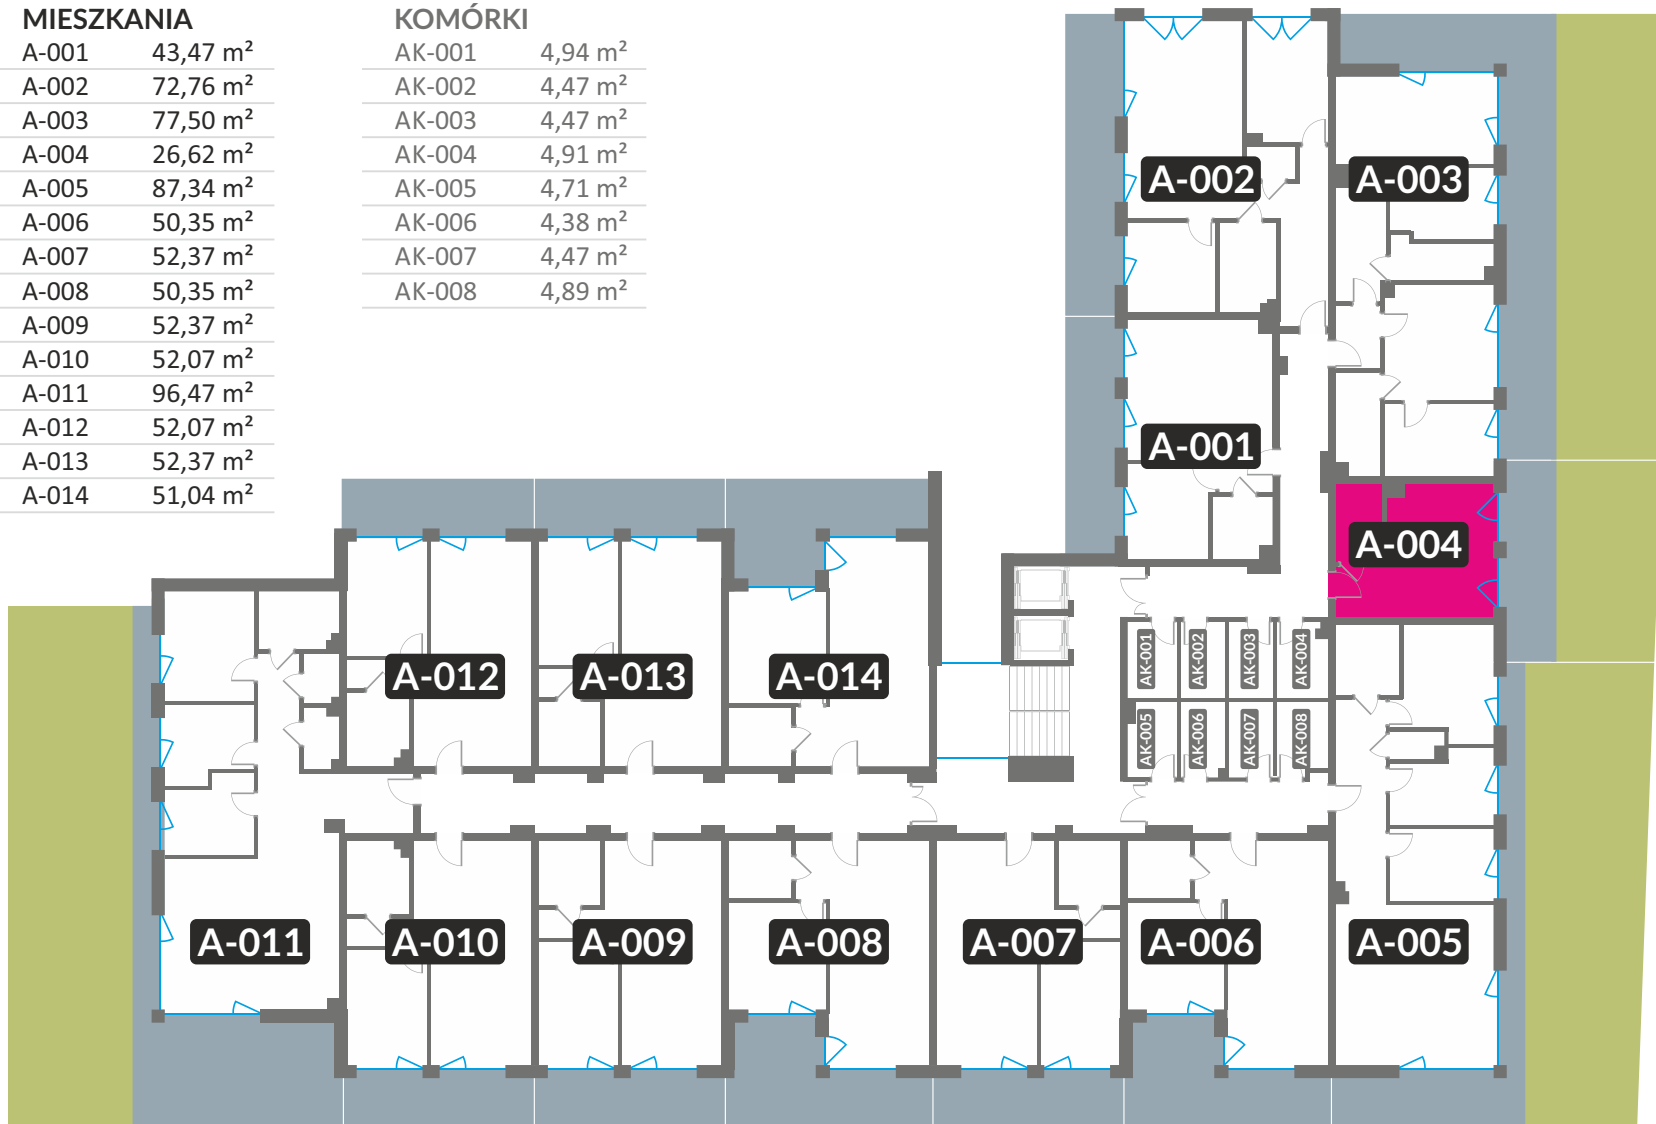 MIESZKANIA
A-001 43,47 m²
A-002 72,76 m²
A-003 77,50 m²
A-004 26,62 m²
A-005 87,34 m²
A-006 50,35 m²
A-007 52,37 m²
A-008 50,35 m²
A-009 52,37 m²
A-010 52,07 m²
A-011 96,47 m²
A-012 52,07 m²
A-013 52,37 m²
A-014 51,04 m²
KOMÓRKI
AK-001 4,94 m²
AK-002 4,47 m²
AK-003 4,47 m²
AK-004 4,91 m²
AK-005 4,71 m²
AK-006 4,38 m²
AK-007 4,47 m²
AK-008 4,89 m²
A-002
A-003
A-001
A-004
A-012
A-013
A-014
AK-001
AK-002
AK-003
AK-004
AK-005
AK-006
AK-007
AK-008
A-011
A-010
A-009
A-008
A-007
A-006
A-005